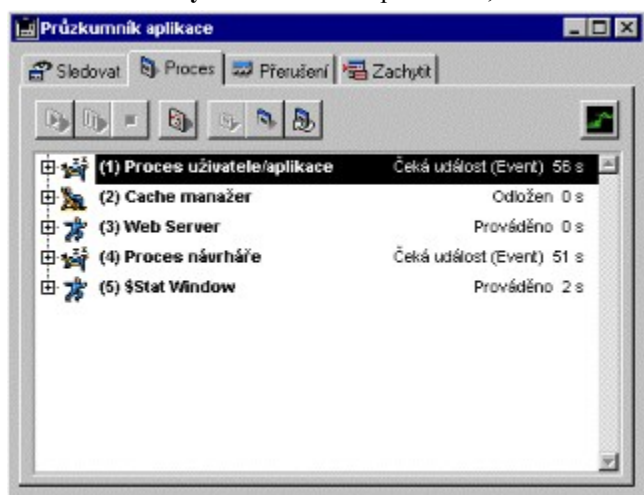 Průzkumník aplikace
Sledovat Proces Přerušení Zachytit
(1) Proces uživatele/aplikace Čeká událost (Event) 56 s
(2) Cache manažer Odložen 0 s
(3) Web Server Prováděno 0 s
(4) Proces návrháře Čeká událost (Event) 51 s
(5) $Stat Window Prováděno 2 s